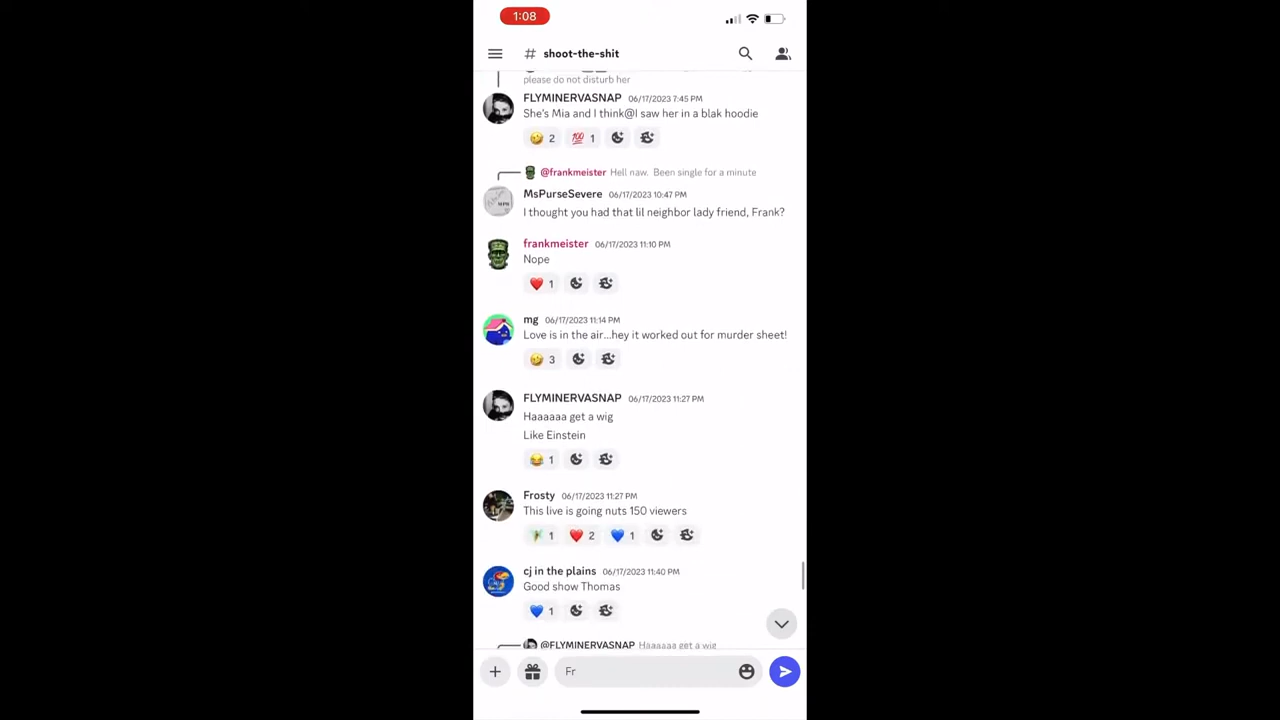 1:08
# shoot-the-shit
please do not disturb her
FLYMINERVASNAP 06/17/2023 7:45 PM
She's Mia and I think@I saw her in a blak hoodie
🤣 2 💯 1
@frankmeister Hell naw. Been single for a minute
MsPurseSevere 06/17/2023 10:47 PM
I thought you had that lil neighbor lady friend, Frank?
frankmeister 06/17/2023 11:10 PM
Nope
❤️ 1
mg 06/17/2023 11:14 PM
Love is in the air...hey it worked out for murder sheet!
🤣 3
FLYMINERVASNAP 06/17/2023 11:27 PM
Haaaaaa get a wig
Like Einstein
😂 1
Frosty 06/17/2023 11:27 PM
This live is going nuts 150 viewers
1 ❤️ 2 💙 1
cj in the plains 06/17/2023 11:40 PM
Good show Thomas
💙 1
@FLYMINERVASNAP Haaaaaa get a wig
Fr